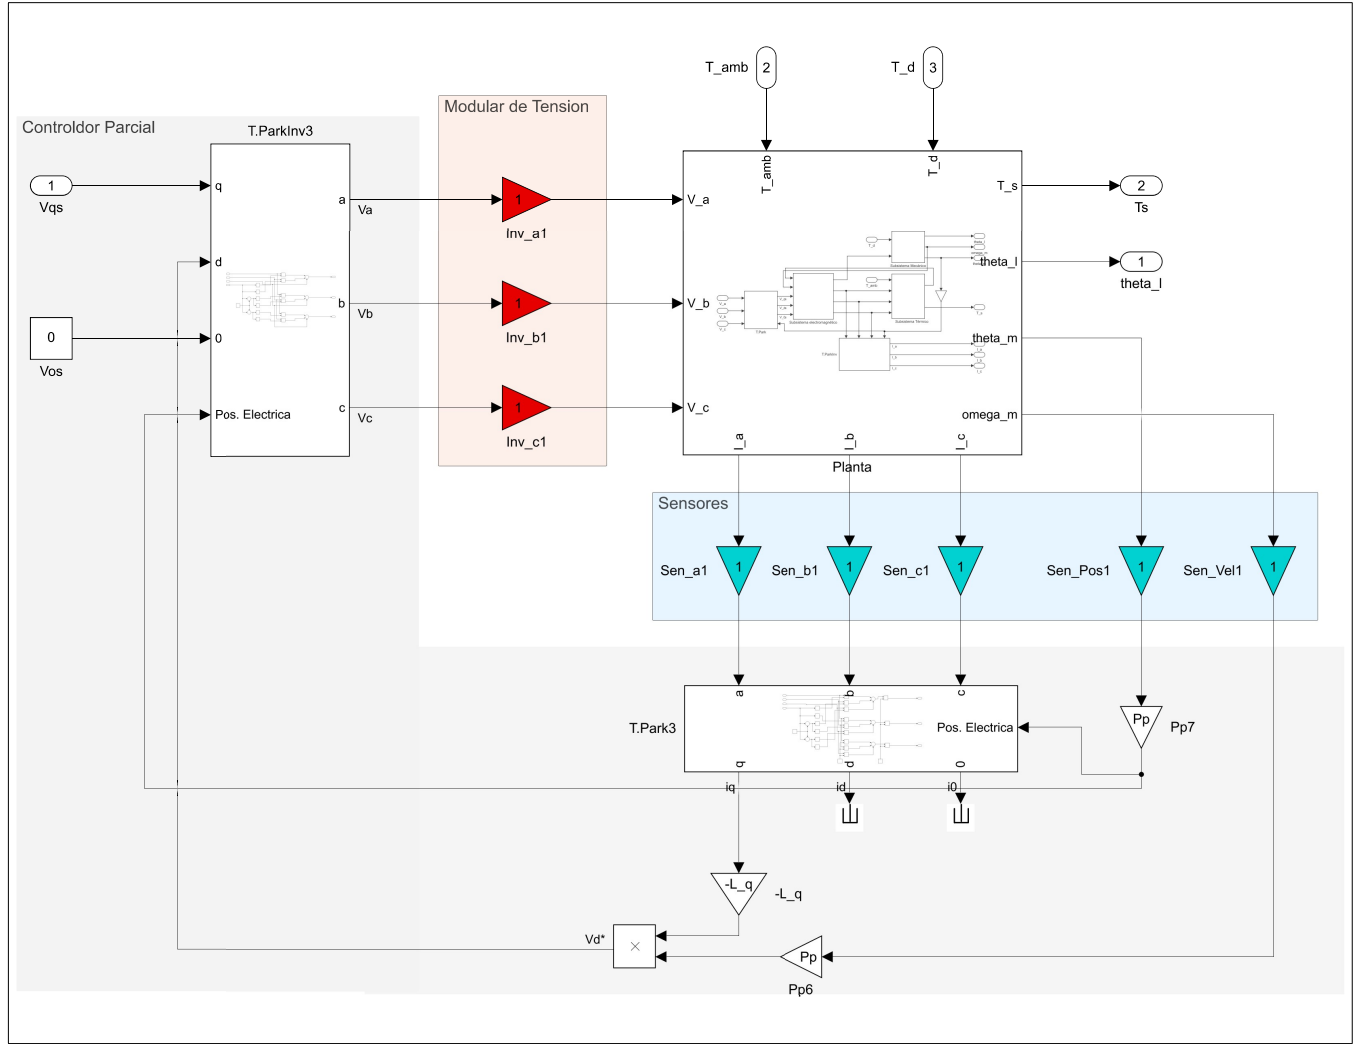 T_amb
2
T_d
3
Modular de Tension
Controldor Parcial
T.ParkInv3
T_amb
T_d
1
Vqs
q
a
Va
1
Inv_a1
V_a
T_s
2
Ts
d
0
Vos
0
b
Vb
1
Inv_b1
V_b
theta_l
1
theta_l
theta_m
Pos. Electrica
c
Vc
1
Inv_c1
V_c
omega_m
I_a
I_b
I_c
Planta
Sensores
Sen_a1
1
Sen_b1
1
Sen_c1
1
Sen_Pos1
1
Sen_Vel1
1
a
b
c
T.Park3
Pos. Electrica
Pp
Pp7
q
d
0
iq
id
i0
-L_q
-L_q
Vd*
×
Pp
Pp6